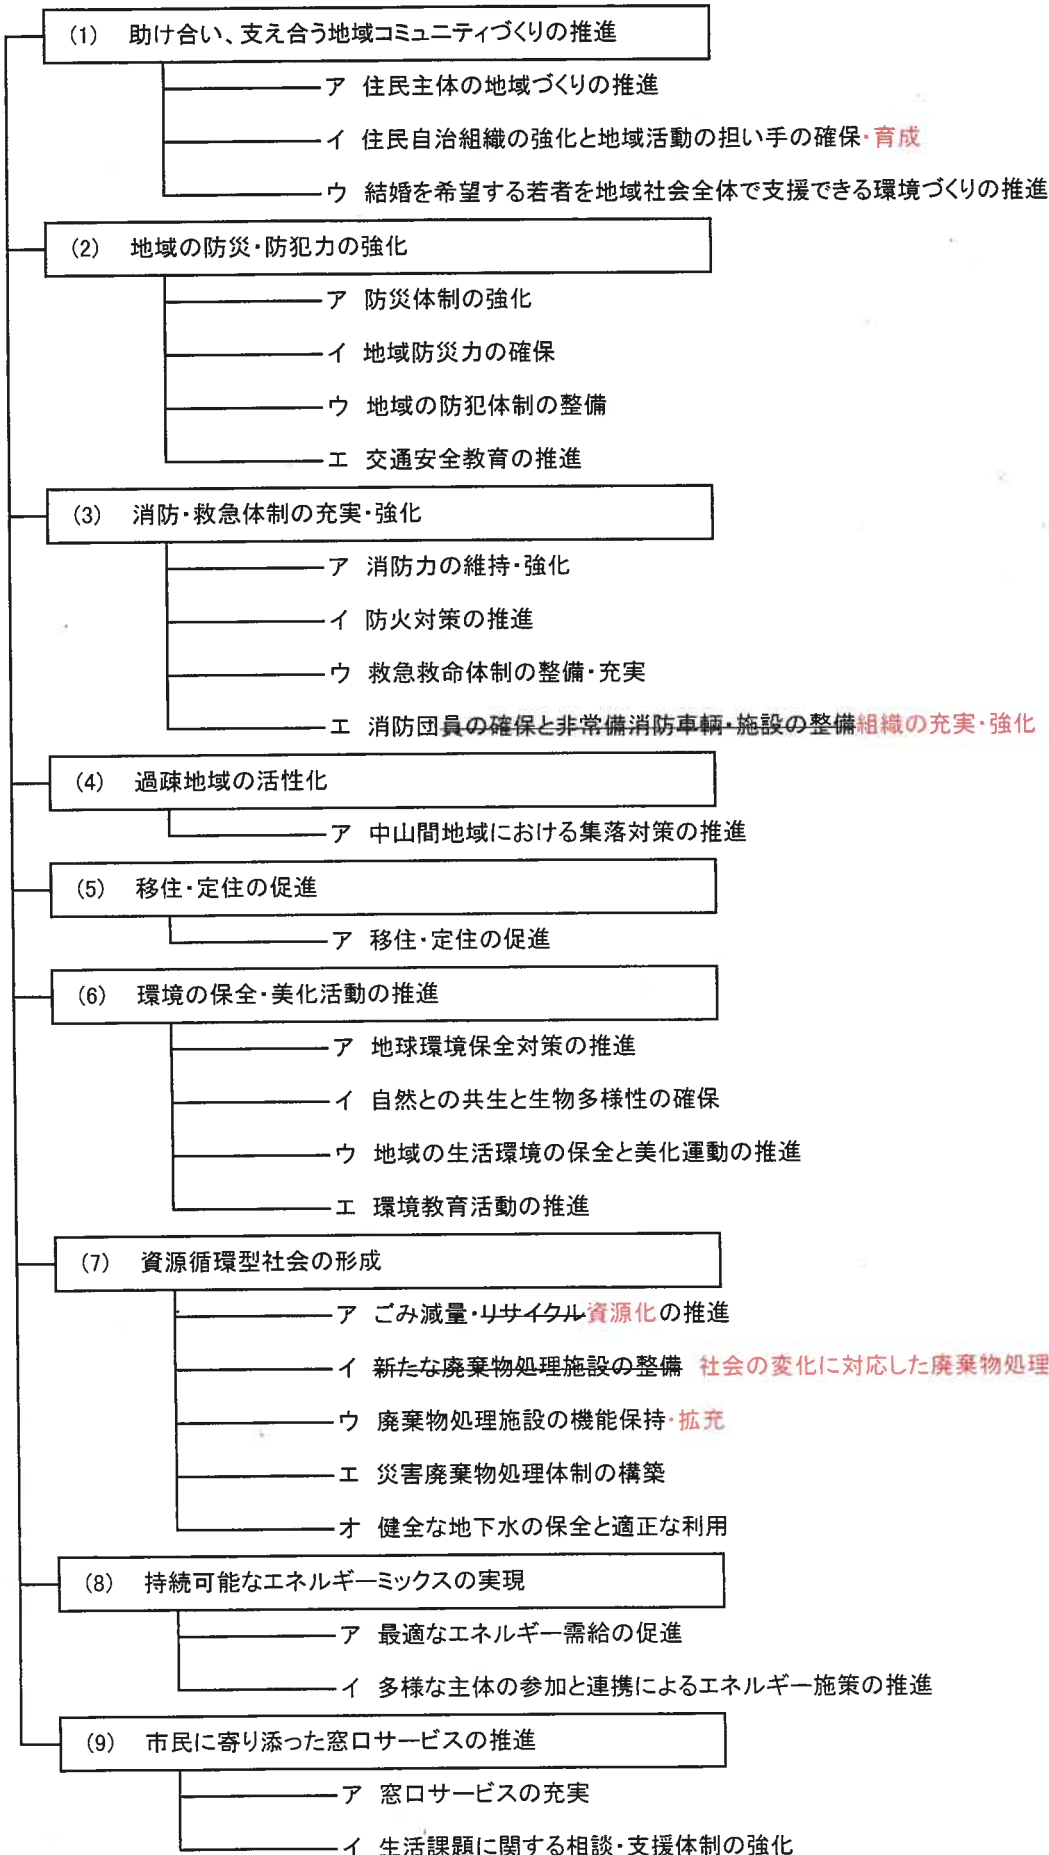 (1) 助け合い、支え合う地域コミュニティづくりの推進
ア 住民主体の地域づくりの推進
イ 住民自治組織の強化と地域活動の担い手の確保・育成
ウ 結婚を希望する若者を地域社会全体で支援できる環境づくりの推進
(2) 地域の防災・防犯力の強化
ア 防災体制の強化
イ 地域防災力の確保
ウ 地域の防犯体制の整備
エ 交通安全教育の推進
(3) 消防・救急体制の充実・強化
ア 消防力の維持・強化
イ 防火対策の推進
ウ 救急救命体制の整備・充実
エ 消防団員の確保と非常備消防車輌・施設の整備組織の充実・強化
(4) 過疎地域の活性化
ア 中山間地域における集落対策の推進
(5) 移住・定住の促進
ア 移住・定住の促進
(6) 環境の保全・美化活動の推進
ア 地球環境保全対策の推進
イ 自然との共生と生物多様性の確保
ウ 地域の生活環境の保全と美化運動の推進
エ 環境教育活動の推進
(7) 資源循環型社会の形成
ア ごみ減量・リサイクル資源化の推進
イ 新たな廃棄物処理施設の整備 社会の変化に対応した廃棄物処理
ウ 廃棄物処理施設の機能保持・拡充
エ 災害廃棄物処理体制の構築
オ 健全な地下水の保全と適正な利用
(8) 持続可能なエネルギーミックスの実現
ア 最適なエネルギー需給の促進
イ 多様な主体の参加と連携によるエネルギー施策の推進
(9) 市民に寄り添った窓口サービスの推進
ア 窓口サービスの充実
イ 生活課題に関する相談・支援体制の強化